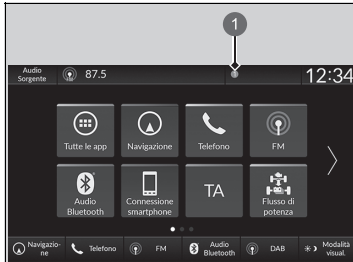 1
Audio
Sorgente
87.5
12:34
Tutte le app
Navigazione
Telefono
FM
Audio
Bluetooth
Connessione
smartphone
TA
Flusso di
potenza
Navigazio-
ne
Telefono
FM
Audio
Bluetooth
DAB
Modalità
visual.